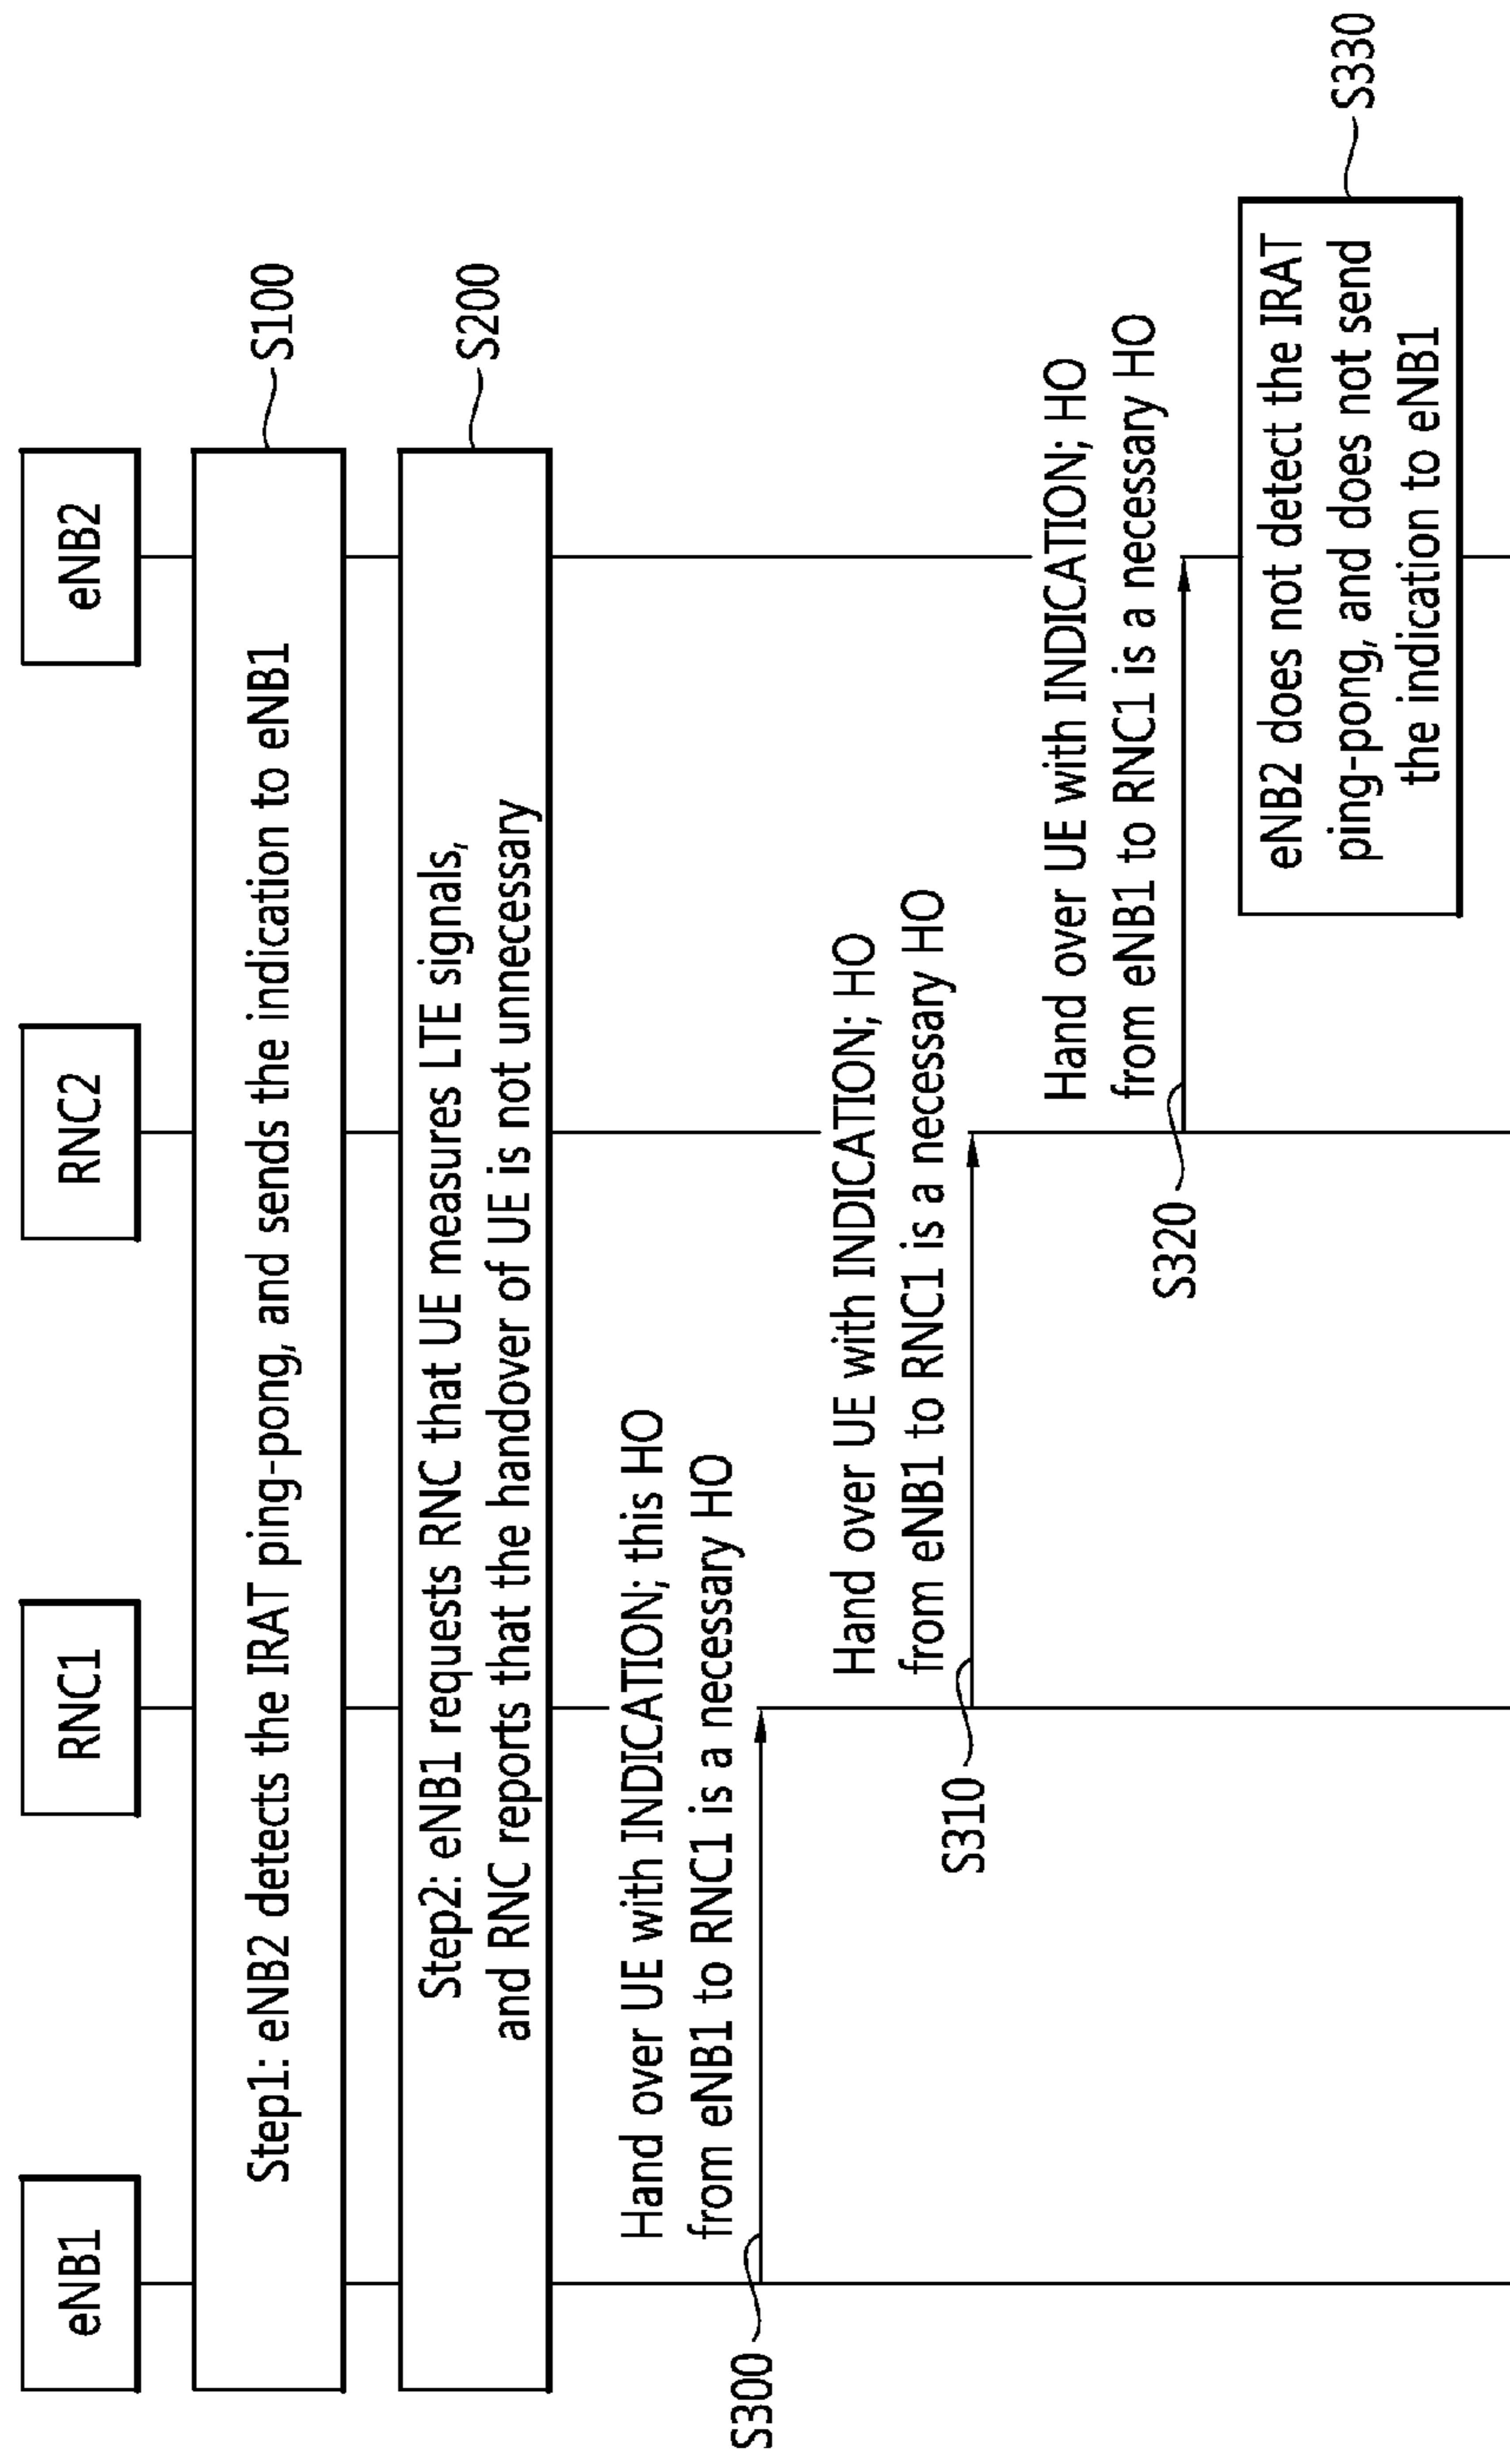 eNB1
RNC1
RNC2
eNB2
Step1: eNB2 detects the IRAT ping-pong, and sends the indication to eNB1
S100
Step2: eNB1 requests RNC that UE measures LTE signals,
and RNC reports that the handover of UE is not unnecessary
S200
Hand over UE with INDICATION; this HO
from eNB1 to RNC1 is a necessary HO
S300
Hand over UE with INDICATION; HO
from eNB1 to RNC1 is a necessary HO
S310
Hand over UE with INDICATION; HO
from eNB1 to RNC1 is a necessary HO
S320
eNB2 does not detect the IRAT
ping-pong, and does not send
the indication to eNB1
S330